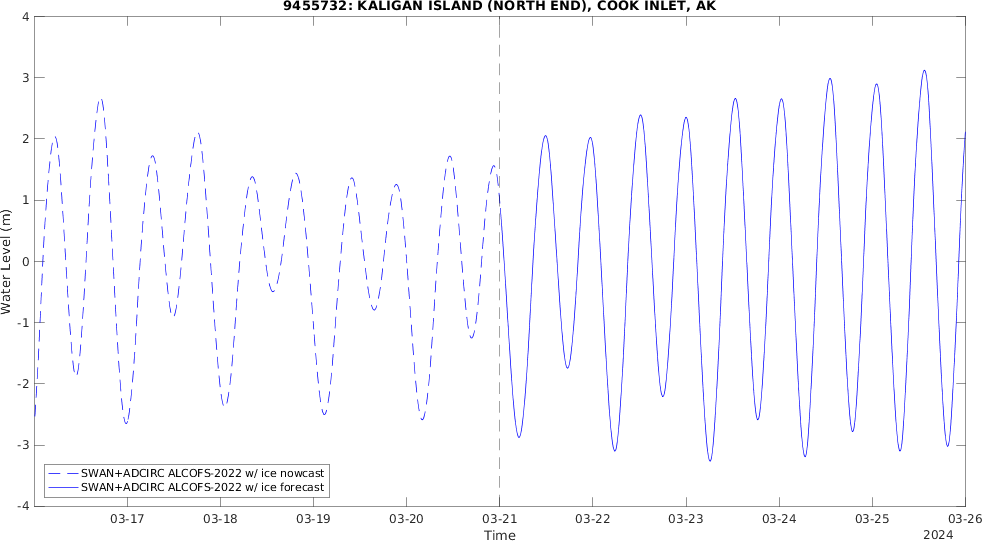 9455732: KALIGAN ISLAND (NORTH END), COOK INLET, AK
4
3
2
1
0
-1
-2
-3
-4
Water Level (m)
SWAN+ADCIRC ALCOFS-2022 w/ ice nowcast
SWAN+ADCIRC ALCOFS-2022 w/ ice forecast
03-17 03-18 03-19 03-20 03-21 03-22 03-23 03-24 03-25 03-26
Time
2024